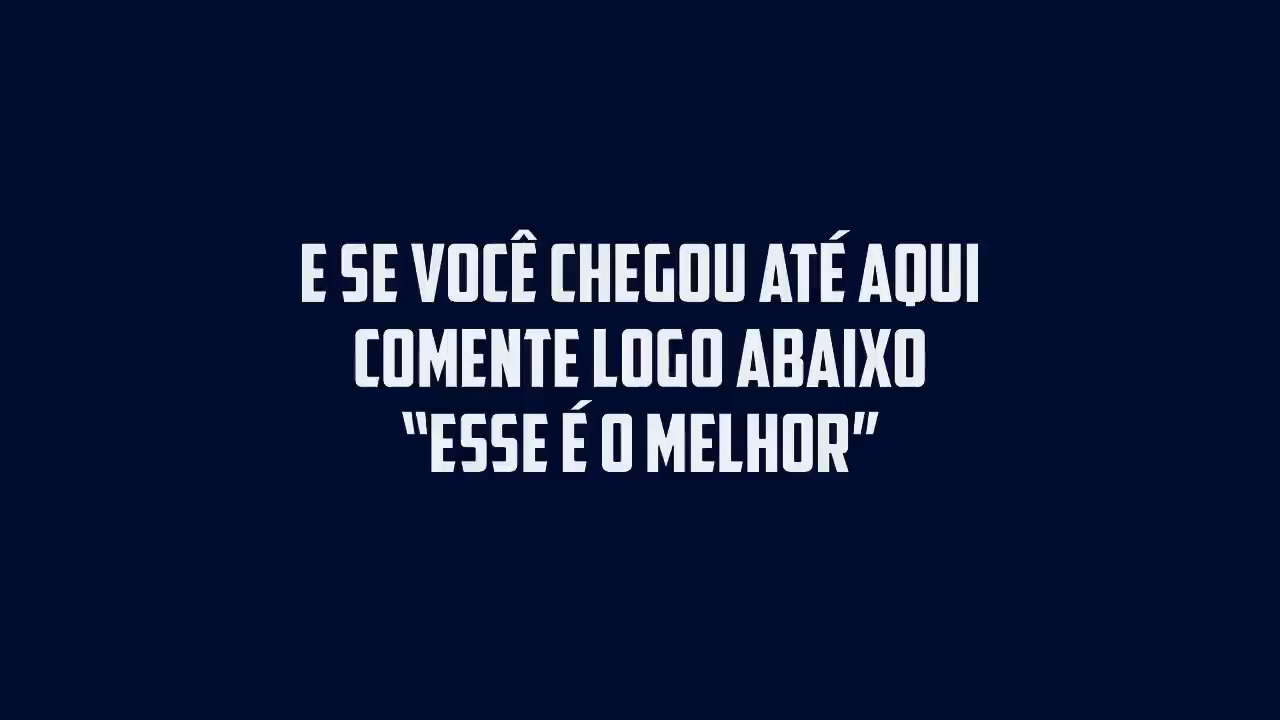 E SE VOCÊ CHEGOU ATÉ AQUI
COMENTE LOGO ABAIXO
“ESSE É O MELHOR”